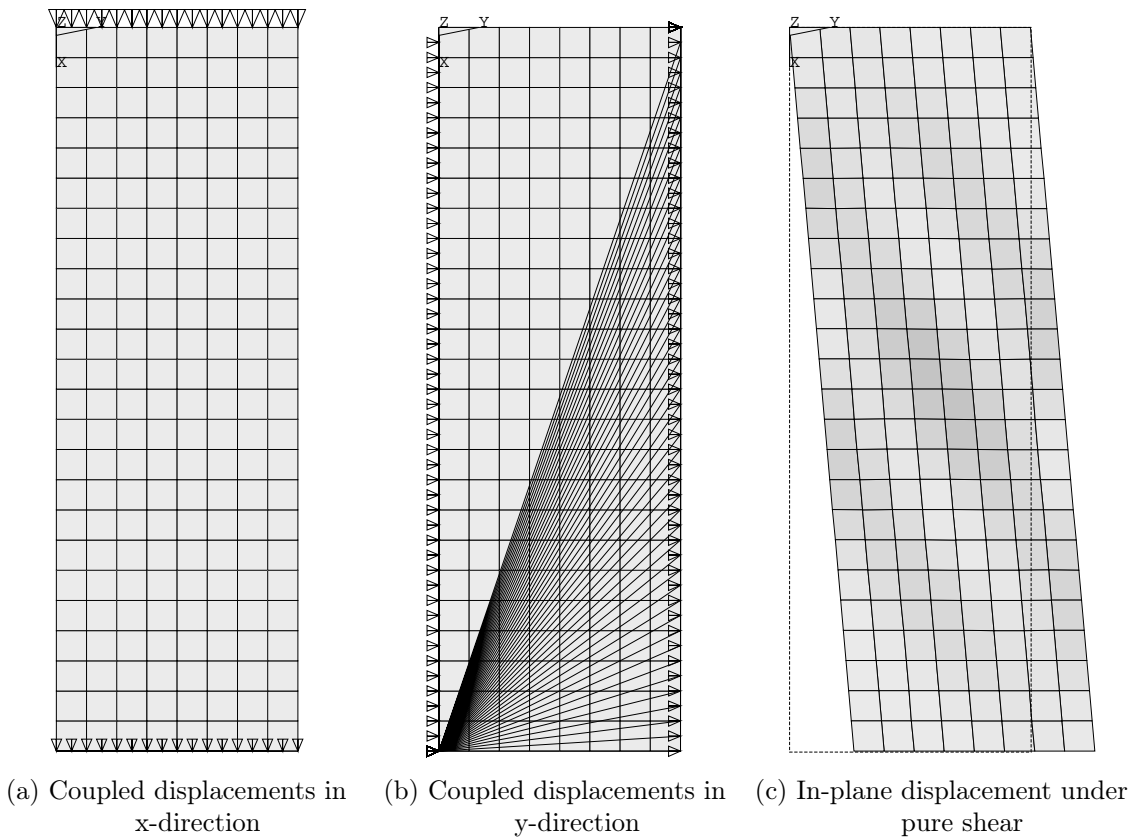 Z Y
X
Z Y
X
Z Y
X
(a) Coupled displacements in
x-direction
(b) Coupled displacements in
y-direction
(c) In-plane displacement under
pure shear